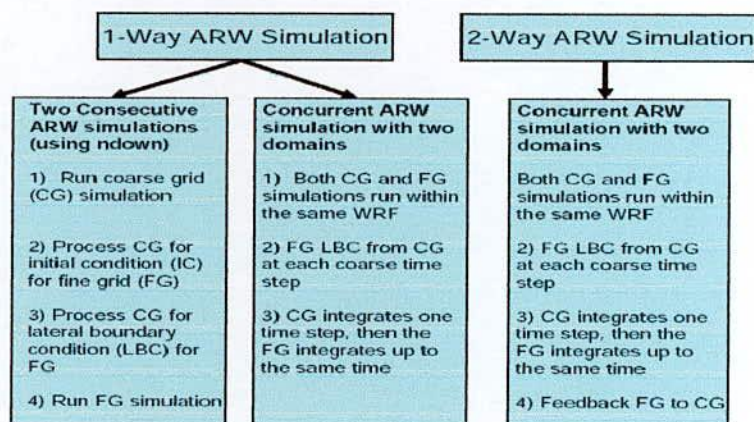 1-Way ARW Simulation
2-Way ARW Simulation
Two Consecutive
ARW simulations
(using ndown)
1) Run coarse grid
(CG) simulation
2) Process CG for
initial condition (IC)
for fine grid (FG)
3) Process CG for
lateral boundary
condition (LBC) for
FG
4) Run FG simulation
Concurrent ARW
simulation with two
domains
1) Both CG and FG
simulations run within
the same WRF
2) FG LBC from CG
at each coarse time
step
3) CG integrates one
time step, then the
FG integrates up to
the same time
Concurrent ARW
simulation with two
domains
Both CG and FG
simulations run within
the same WRF
2) FG LBC from CG
at each coarse time
step
3) CG integrates one
time step, then the
FG integrates up to
the same time
4) Feedback FG to CG